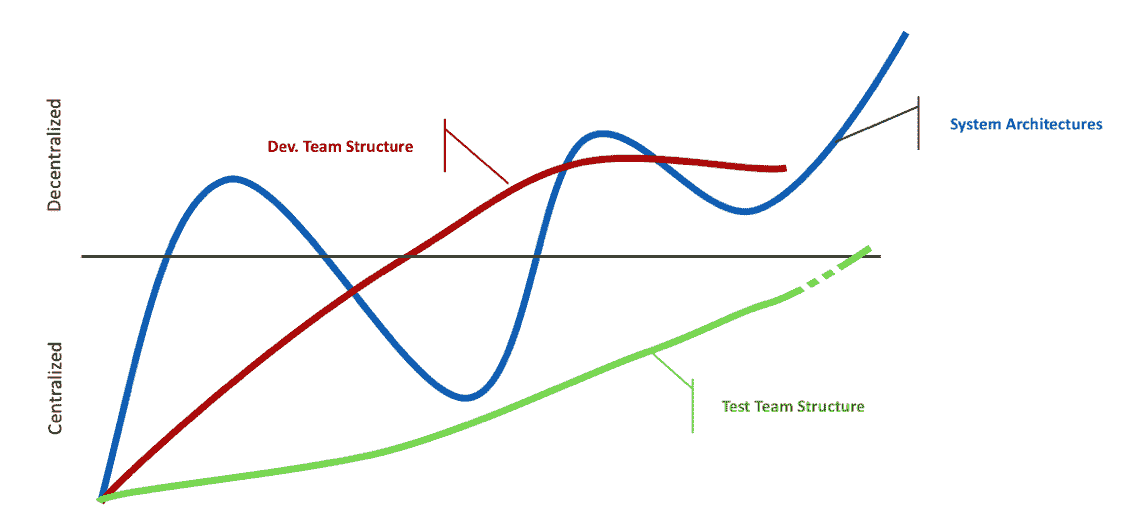 Decentralized
Dev. Team Structure
System Architectures
Centralized
Test Team Structure